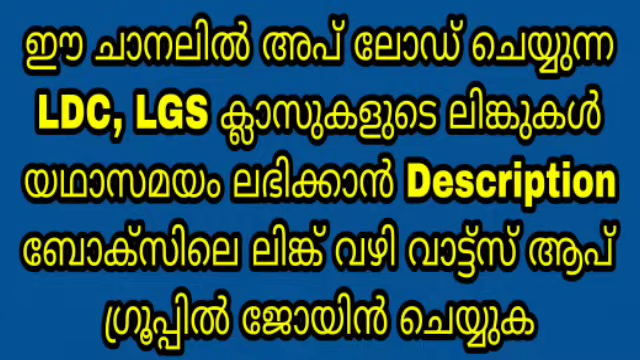 ഈ ചാനലിൽ അപ് ലോഡ് ചെയ്യുന്ന
LDC, LGS ക്ലാസുകളുടെ ലിങ്കുകൾ
യഥാസമയം ലഭിക്കാൻ Description
ബോക്സിലെ ലിങ്ക് വഴി വാട്ട്സ് ആപ്
ഗ്രൂപ്പിൽ ജോയിൻ ചെയ്യുക